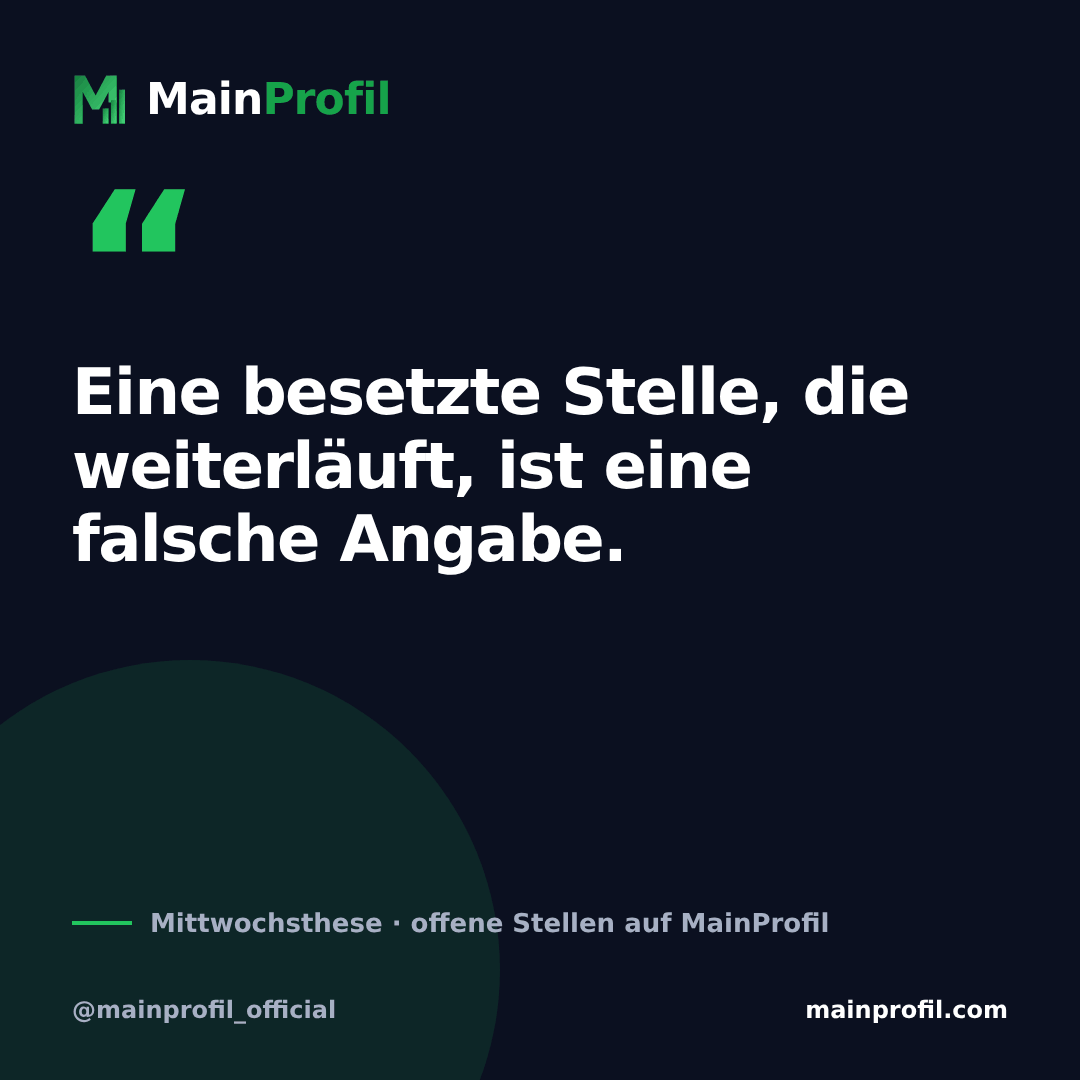 MainProfil
“
Eine besetzte Stelle, die
weiterläuft, ist eine
falsche Angabe.
Mittwochsthese · offene Stellen auf MainProfil
@mainprofil_official
mainprofil.com